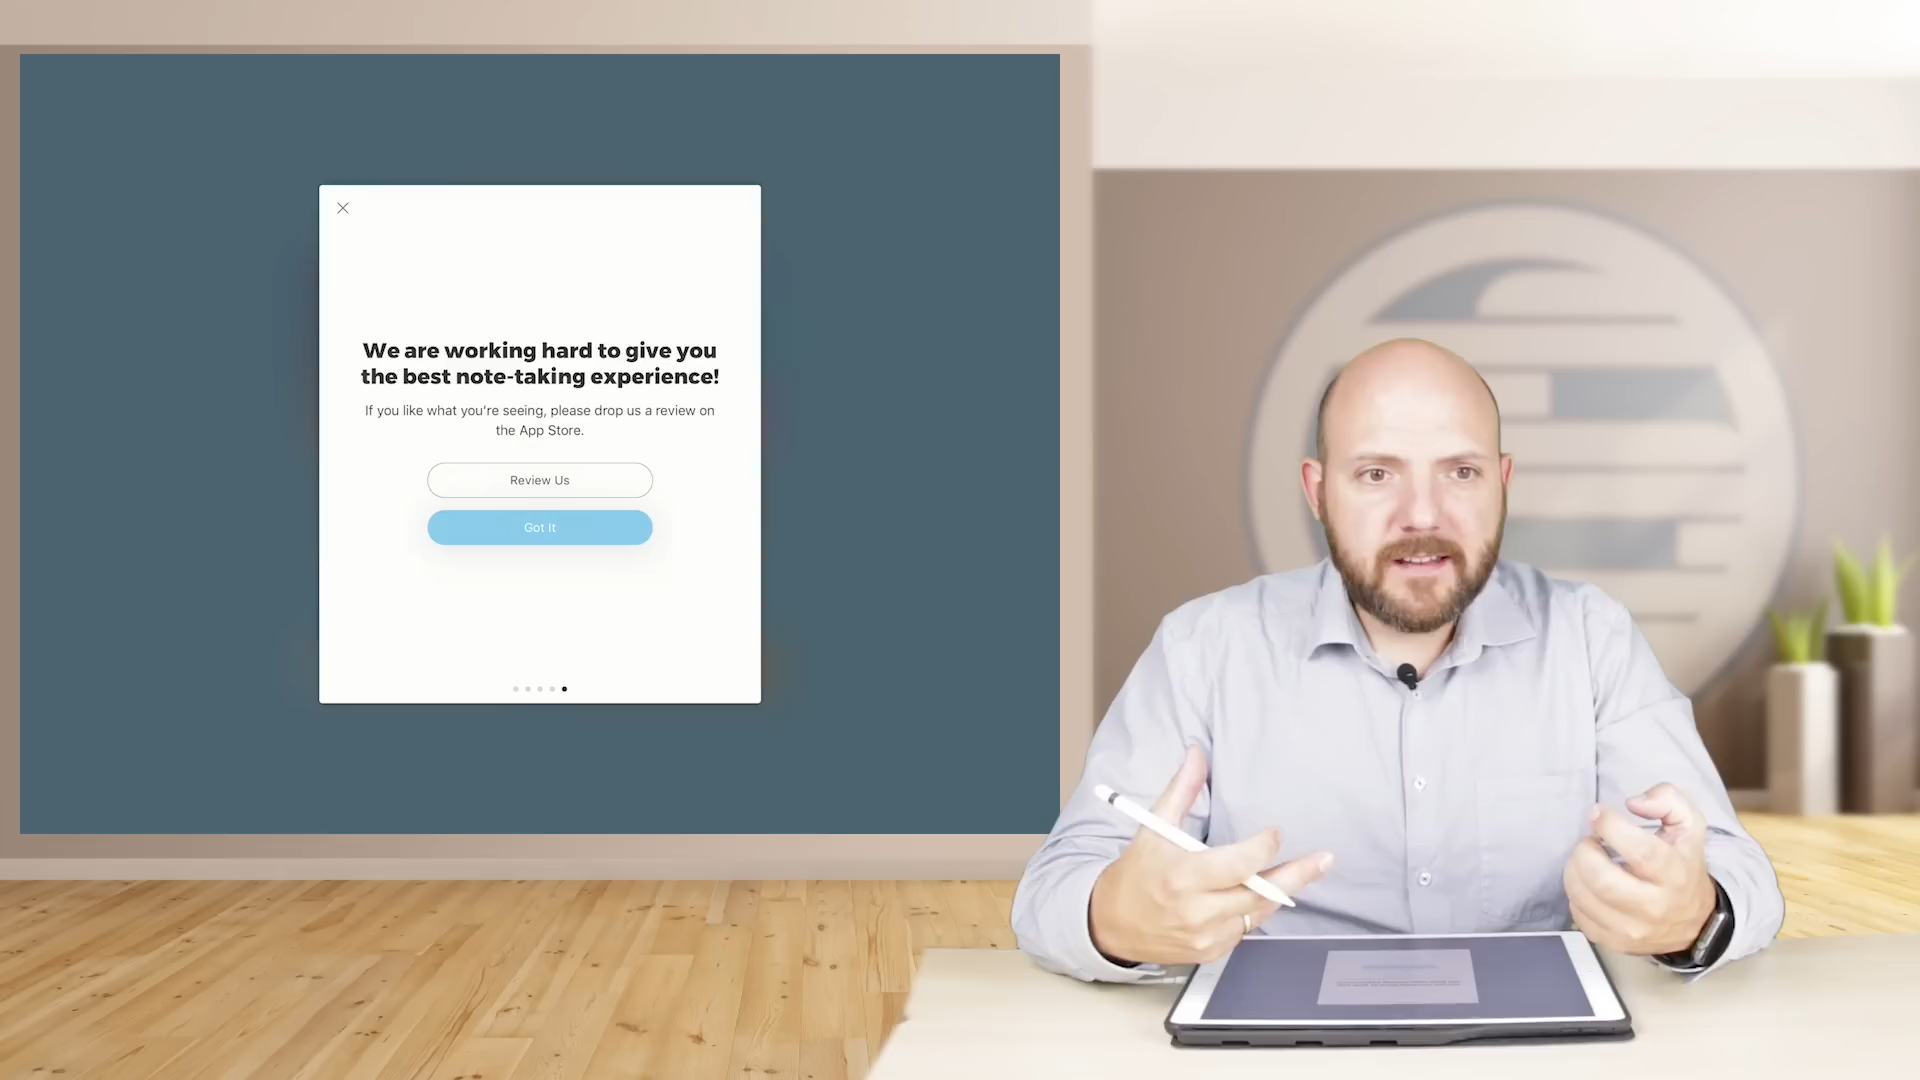 We are working hard to give you
the best note-taking experience!
If you like what you're seeing, please drop us a review on
the App Store.
Review Us
Got It